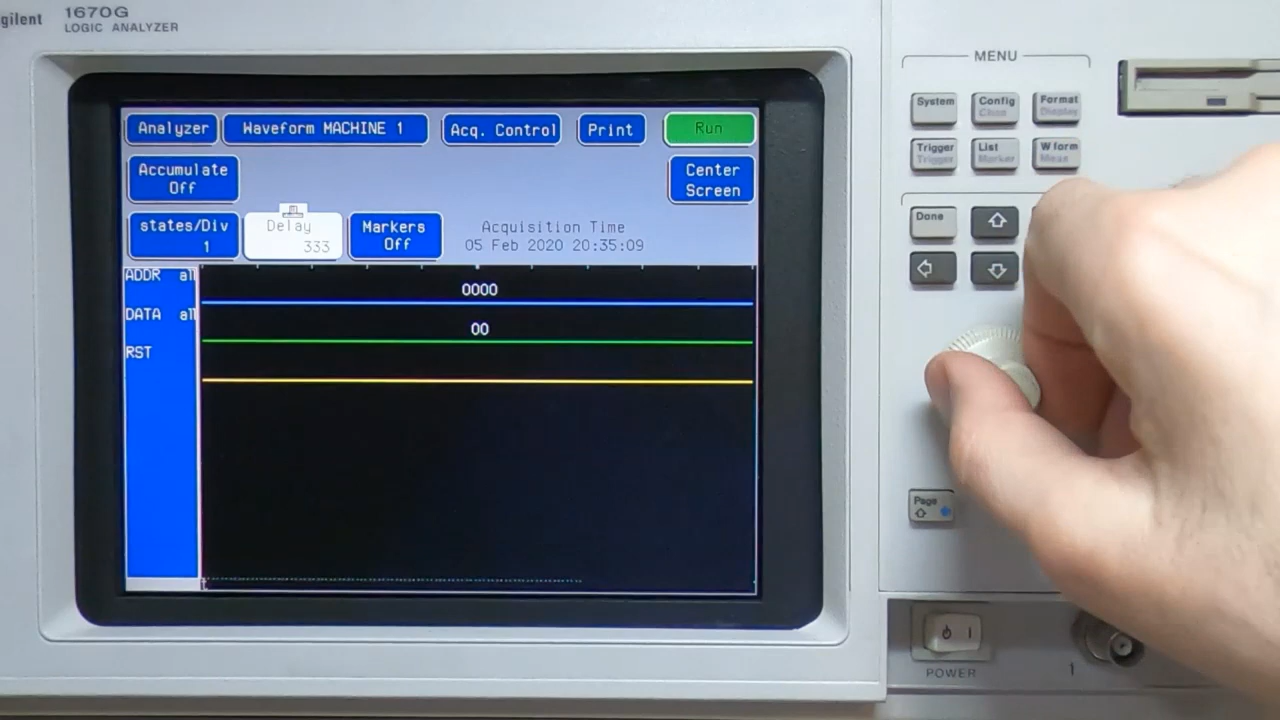 gilent
1670G
LOGIC ANALYZER
Analyzer
Waveform MACHINE 1
Acq. Control
Print
Run
Accumulate
Off
Center
Screen
states/Div
1
Delay
333
Markers
Off
Acquisition Time
05 Feb 2020 20:35:09
ADDR all
0000
DATA all
00
RST
MENU
System
Config
Chan
Format
Display
Trigger
Trigger
List
Marker
W form
Meas
Done
Page
POWER
1